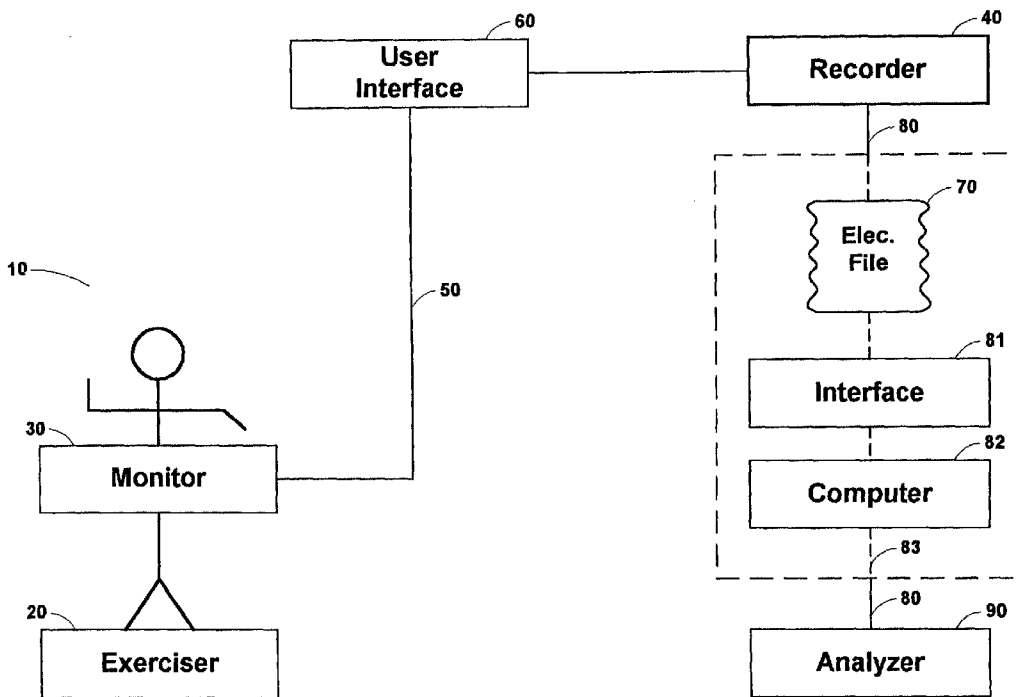 60
User
Interface
40
Recorder
80
70
Elec.
File
10
50
81
Interface
30
Monitor
82
Computer
83
20
Exerciser
80
90
Analyzer